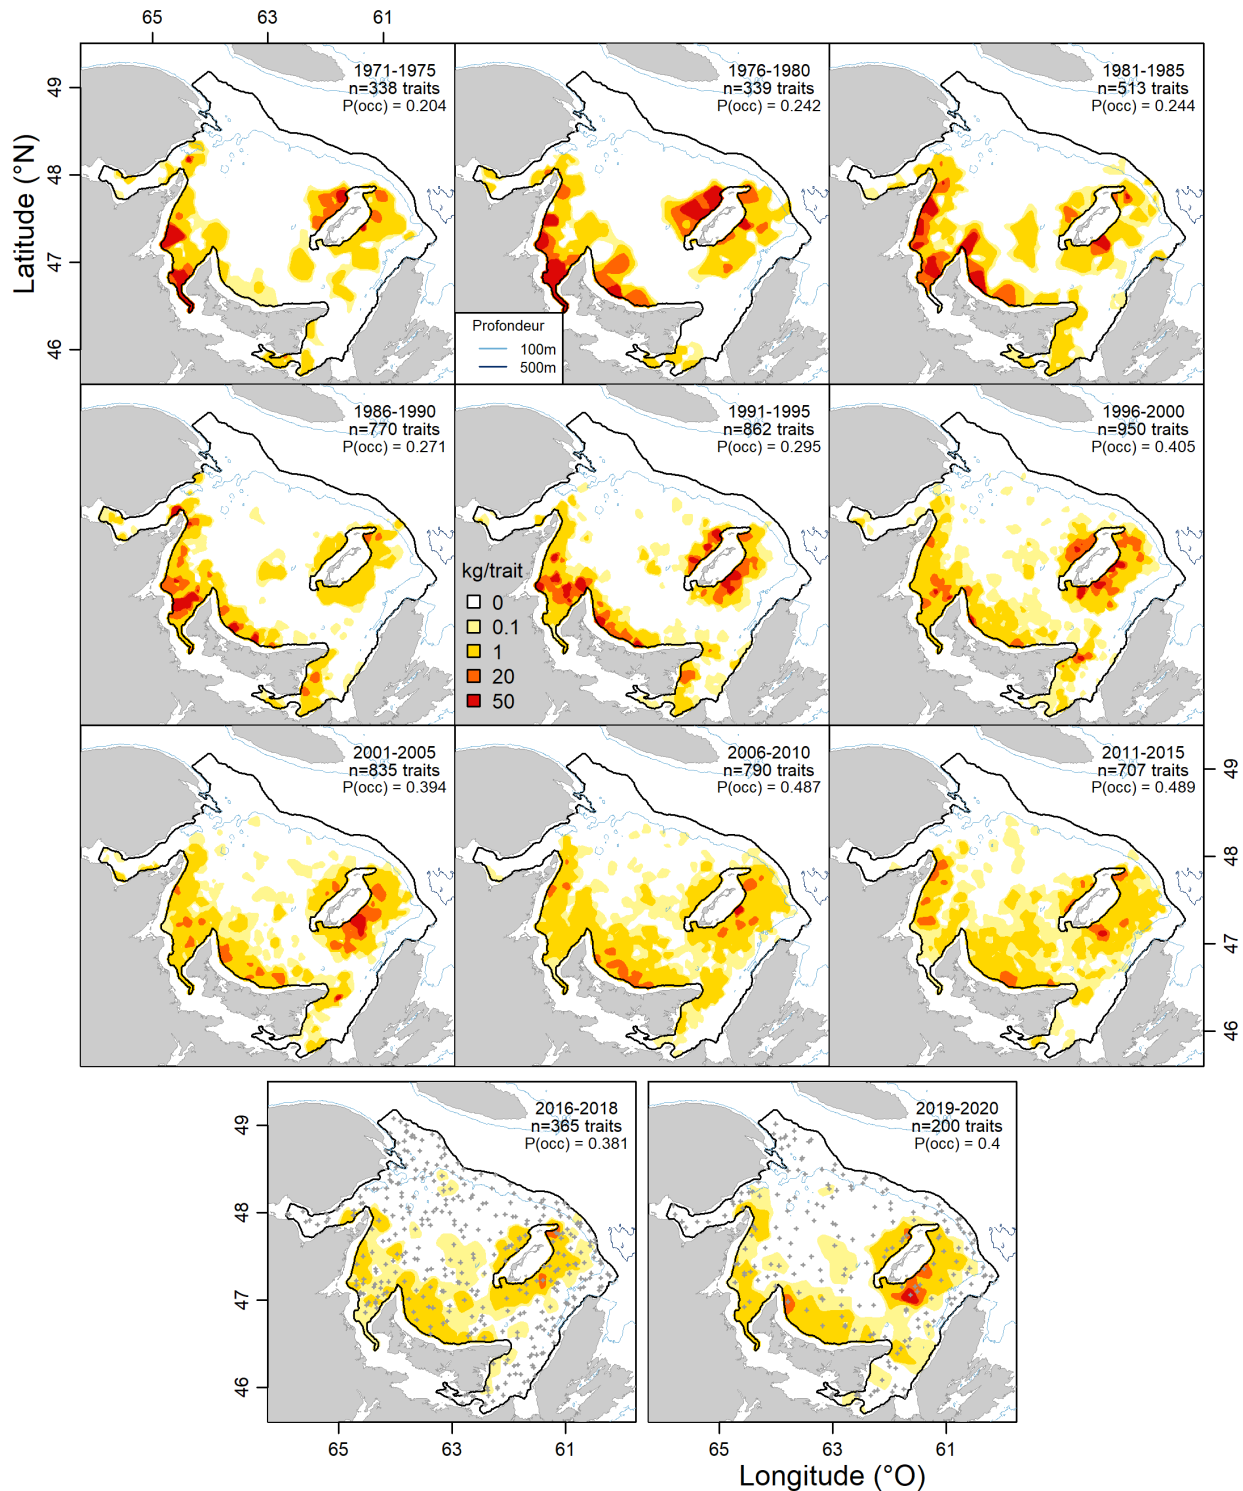 65 63 61
1971-1975
n=338 traits
P(occ) = 0.204
1976-1980
n=339 traits
P(occ) = 0.242
1981-1985
n=513 traits
P(occ) = 0.244
49
48
47
46
Latitude (°N)
Profondeur
100m
500m
1986-1990
n=770 traits
P(occ) = 0.271
1991-1995
n=862 traits
P(occ) = 0.295
1996-2000
n=950 traits
P(occ) = 0.405
kg/trait
0
0.1
1
20
50
2001-2005
n=835 traits
P(occ) = 0.394
2006-2010
n=790 traits
P(occ) = 0.487
2011-2015
n=707 traits
P(occ) = 0.489
49
48
47
46
2016-2018
n=365 traits
P(occ) = 0.381
2019-2020
n=200 traits
P(occ) = 0.4
49
48
47
46
65 63 61
65 63 61
Longitude (°O)